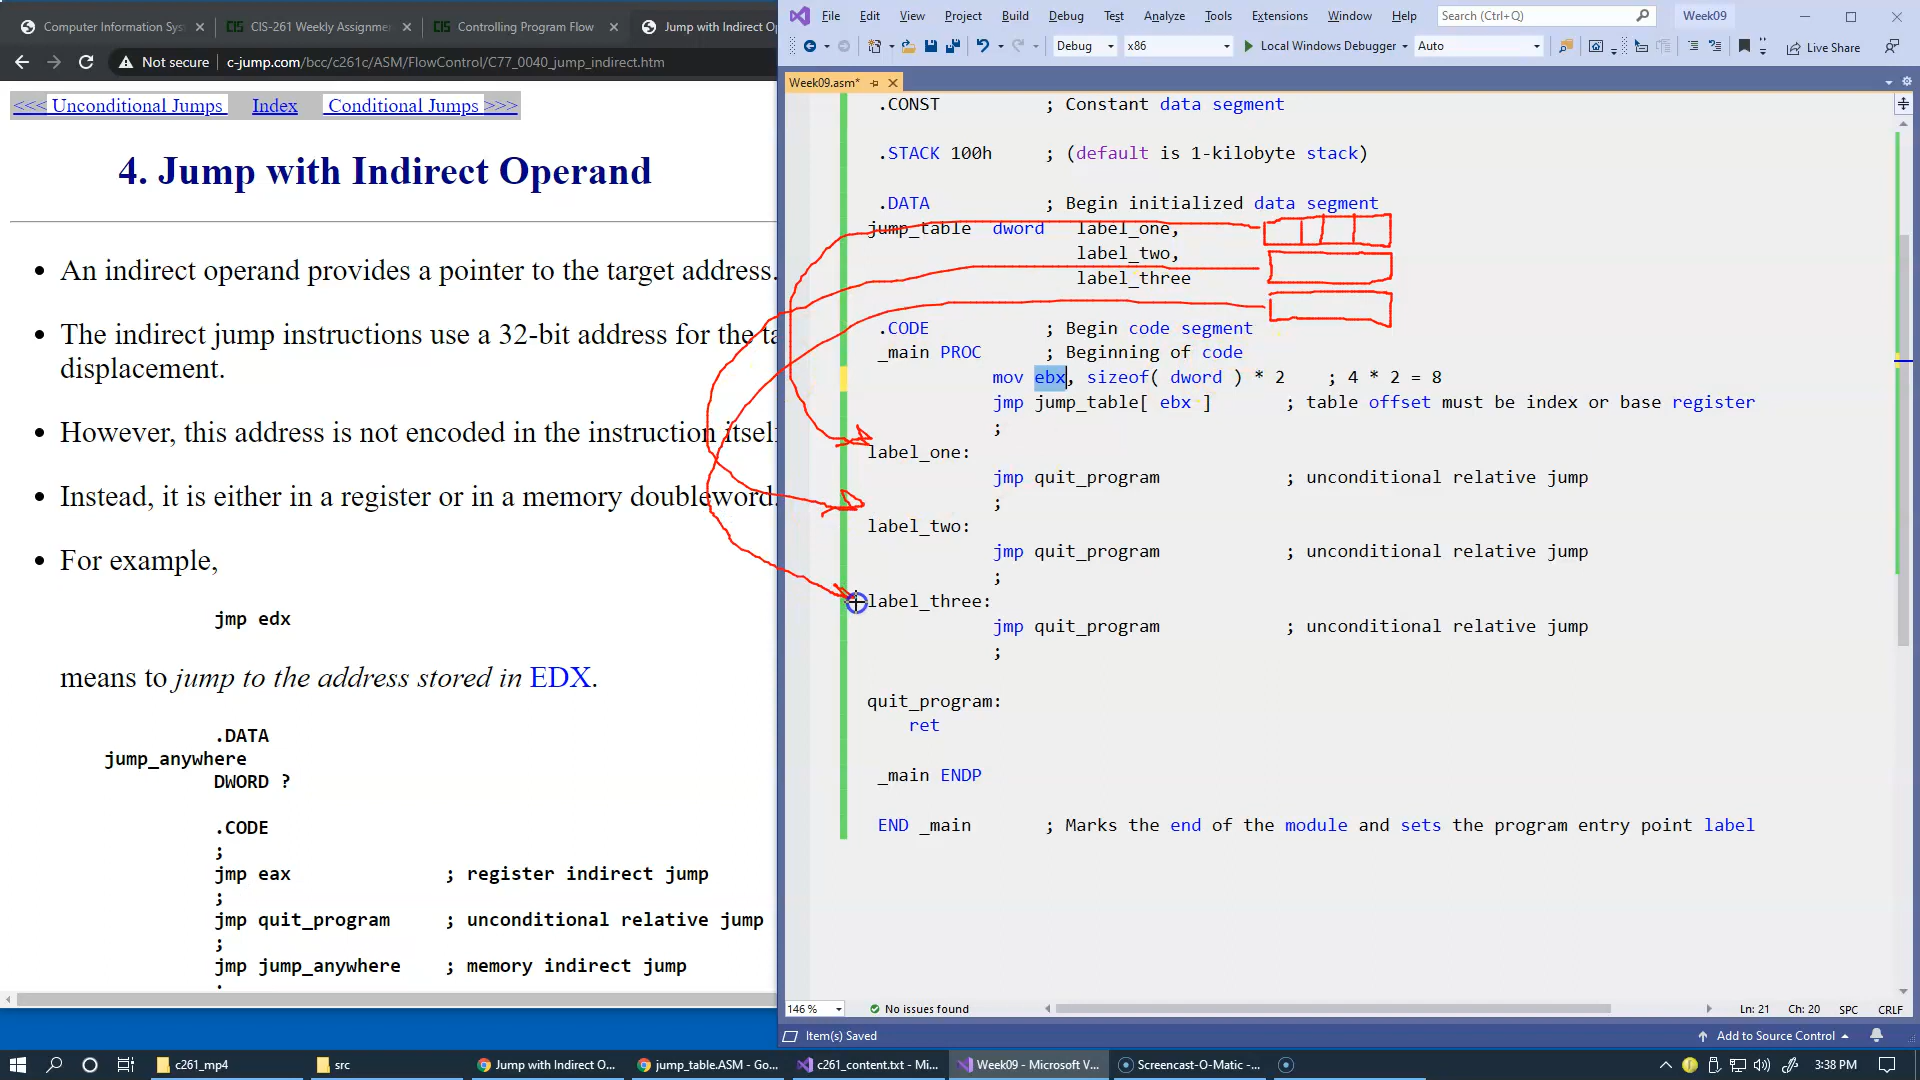 Computer Information Sys
CIS-261 Weekly Assignme
Controlling Program Flow
Jump with Indirect O
Not secure | c-jump.com/bcc/c261c/ASM/FlowControl/C77_0040_jump_indirect.htm
<<< Unconditional Jumps Index Conditional Jumps >>>
4. Jump with Indirect Operand
An indirect operand provides a pointer to the target address.
The indirect jump instructions use a 32-bit address for the ta
displacement.
However, this address is not encoded in the instruction itsel
Instead, it is either in a register or in a memory doubleword.
For example,
jmp edx
means to jump to the address stored in EDX.
.DATA
jump_anywhere
DWORD ?
.CODE
;
jmp eax ; register indirect jump
;
jmp quit_program ; unconditional relative jump
;
jmp jump_anywhere ; memory indirect jump
;
File Edit View Project Build Debug Test Analyze Tools Extensions Window Help Search (Ctrl+Q) Week09
Debug x86 Local Windows Debugger Auto Live Share
Week09.asm*
.CONST ; Constant data segment
.STACK 100h ; (default is 1-kilobyte stack)
.DATA ; Begin initialized data segment
jump_table dword label_one,
label_two,
label_three
.CODE ; Begin code segment
_main PROC ; Beginning of code
mov ebx, sizeof( dword ) * 2 ; 4 * 2 = 8
jmp jump_table[ ebx ] ; table offset must be index or base register
;
label_one:
jmp quit_program ; unconditional relative jump
;
label_two:
jmp quit_program ; unconditional relative jump
;
label_three:
jmp quit_program ; unconditional relative jump
;
quit_program:
ret
_main ENDP
END _main ; Marks the end of the module and sets the program entry point label
146 % No issues found Ln: 21 Ch: 20 SPC CRLF
Item(s) Saved Add to Source Control
c261_mp4 src Jump with Indirect O... jump_table.ASM - Go... c261_content.txt - Mi... Week09 - Microsoft V... Screencast-O-Matic -... 3:38 PM